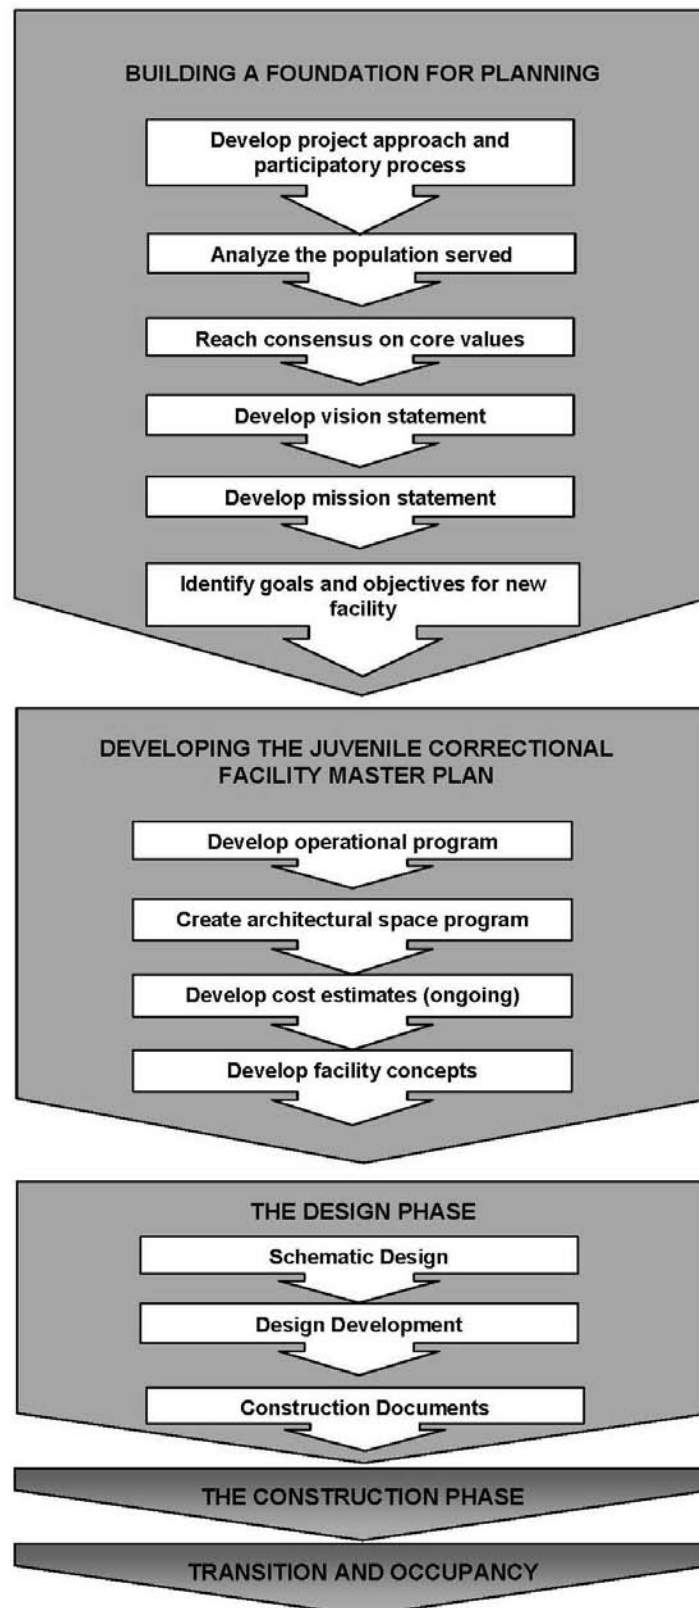 BUILDING A FOUNDATION FOR PLANNING
Develop project approach and
participatory process
Analyze the population served
Reach consensus on core values
Develop vision statement
Develop mission statement
Identify goals and objectives for new
facility
DEVELOPING THE JUVENILE CORRECTIONAL
FACILITY MASTER PLAN
Develop operational program
Create architectural space program
Develop cost estimates (ongoing)
Develop facility concepts
THE DESIGN PHASE
Schematic Design
Design Development
Construction Documents
THE CONSTRUCTION PHASE
TRANSITION AND OCCUPANCY